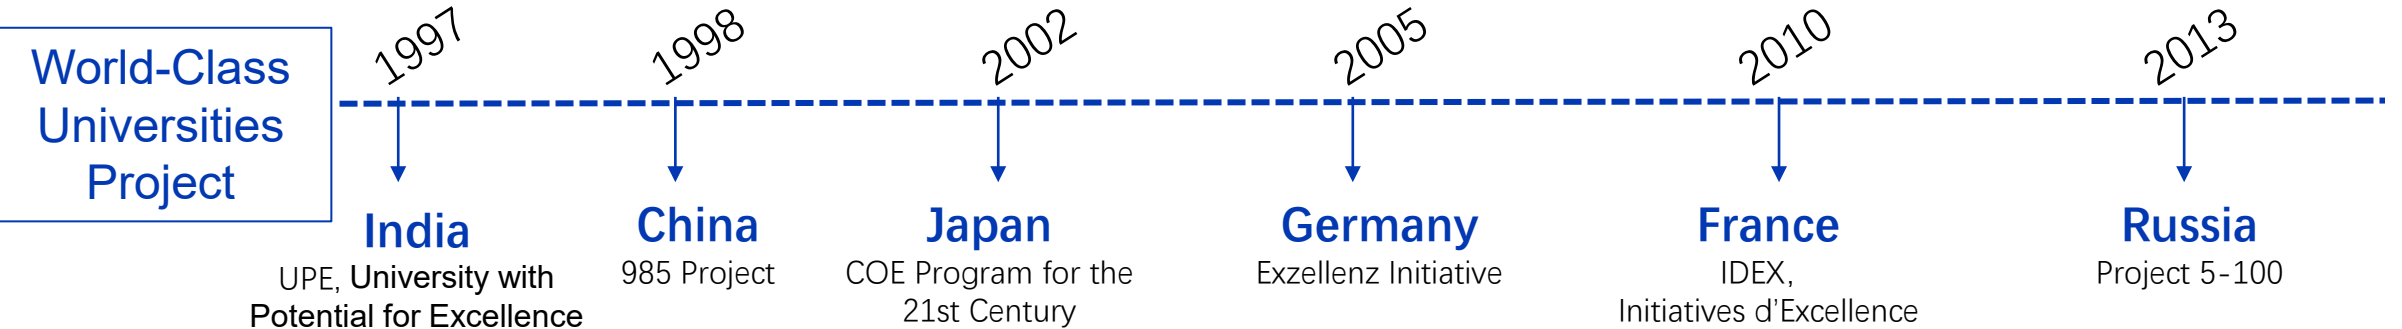 World-Class
Universities
Project
1997
1998
2002
2005
2010
2013
India
UPE, University with
Potential for Excellence
China
985 Project
Japan
COE Program for the
21st Century
Germany
Exzellenz Initiative
France
IDEX,
Initiatives d’Excellence
Russia
Project 5-100